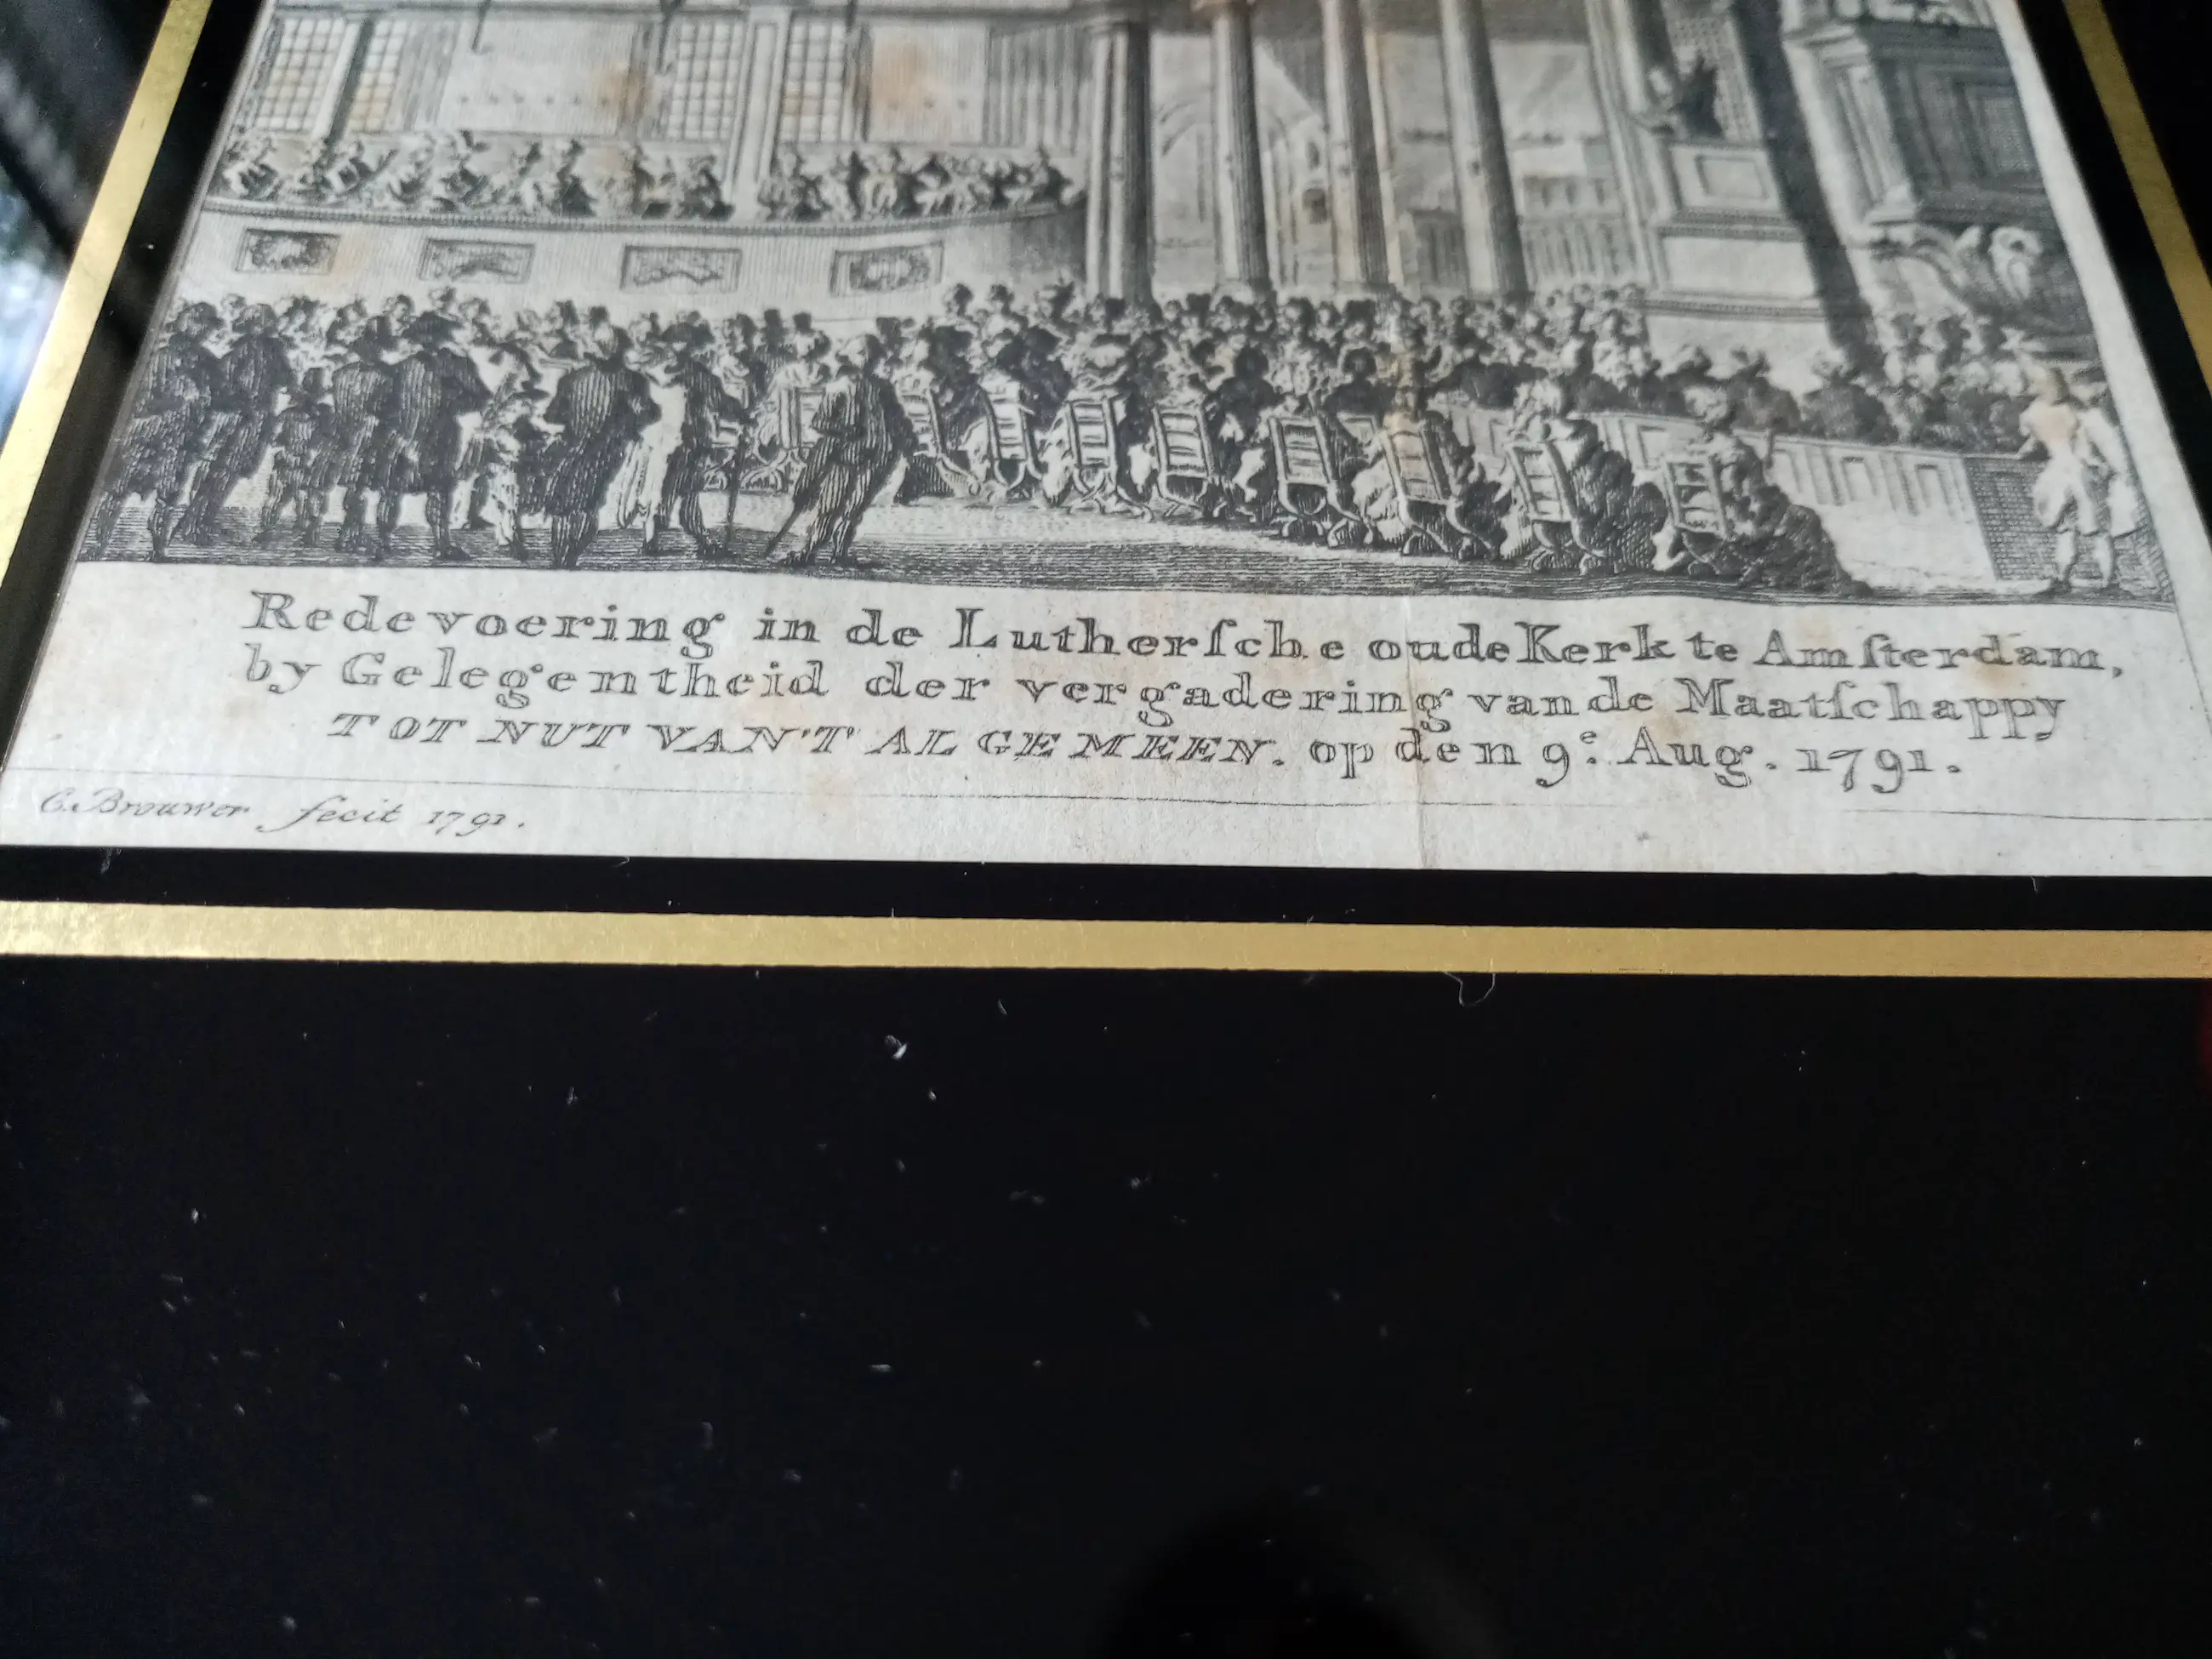 Redevoering in de Lutherſche oude Kerk te Amſterdam,
by Gelegentheid der vergadering van de Maatſchappy
TOT NUT VAN'T ALGEMEEN. op den 9.e Aug. 1791.
C. Brouwer fecit 1791.